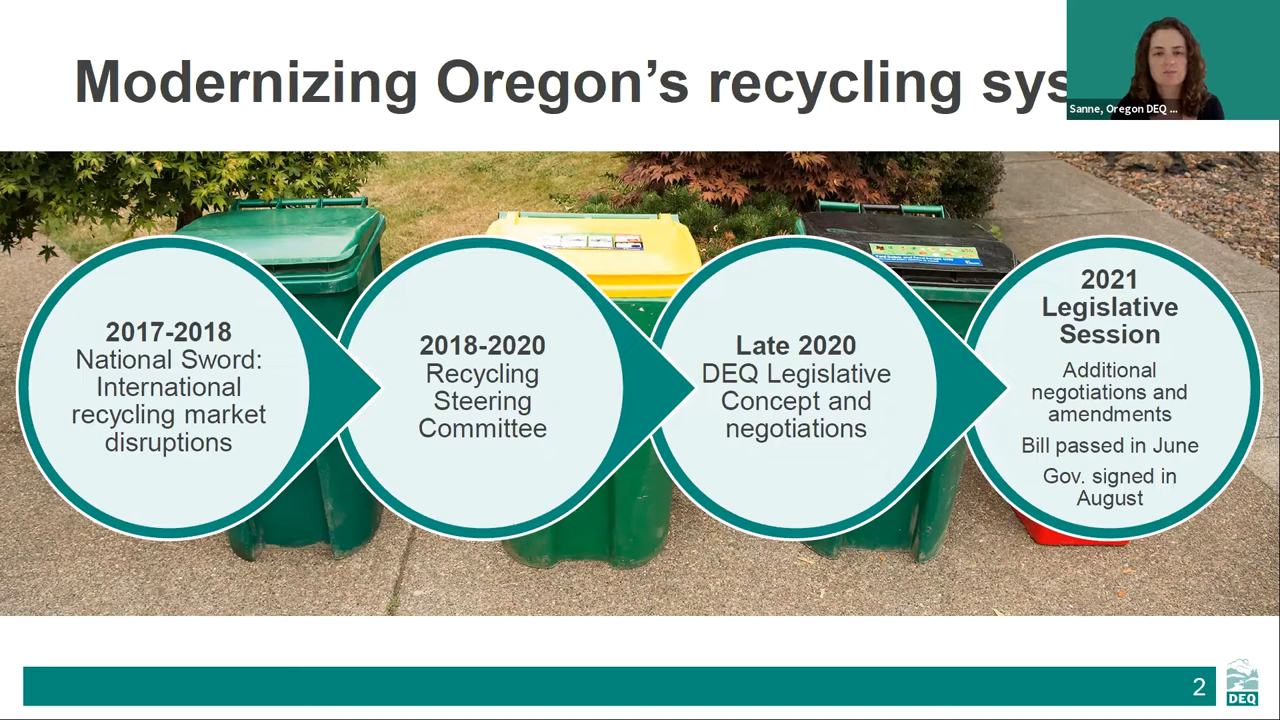 Modernizing Oregon's recycling sys
Sanne, Oregon DEQ ...
2017-2018
National Sword:
International
recycling market
disruptions
2018-2020
Recycling
Steering
Committee
Late 2020
DEQ Legislative
Concept and
negotiations
2021
Legislative
Session
Additional
negotiations and
amendments
Bill passed in June
Gov. signed in
August
2
DEQ